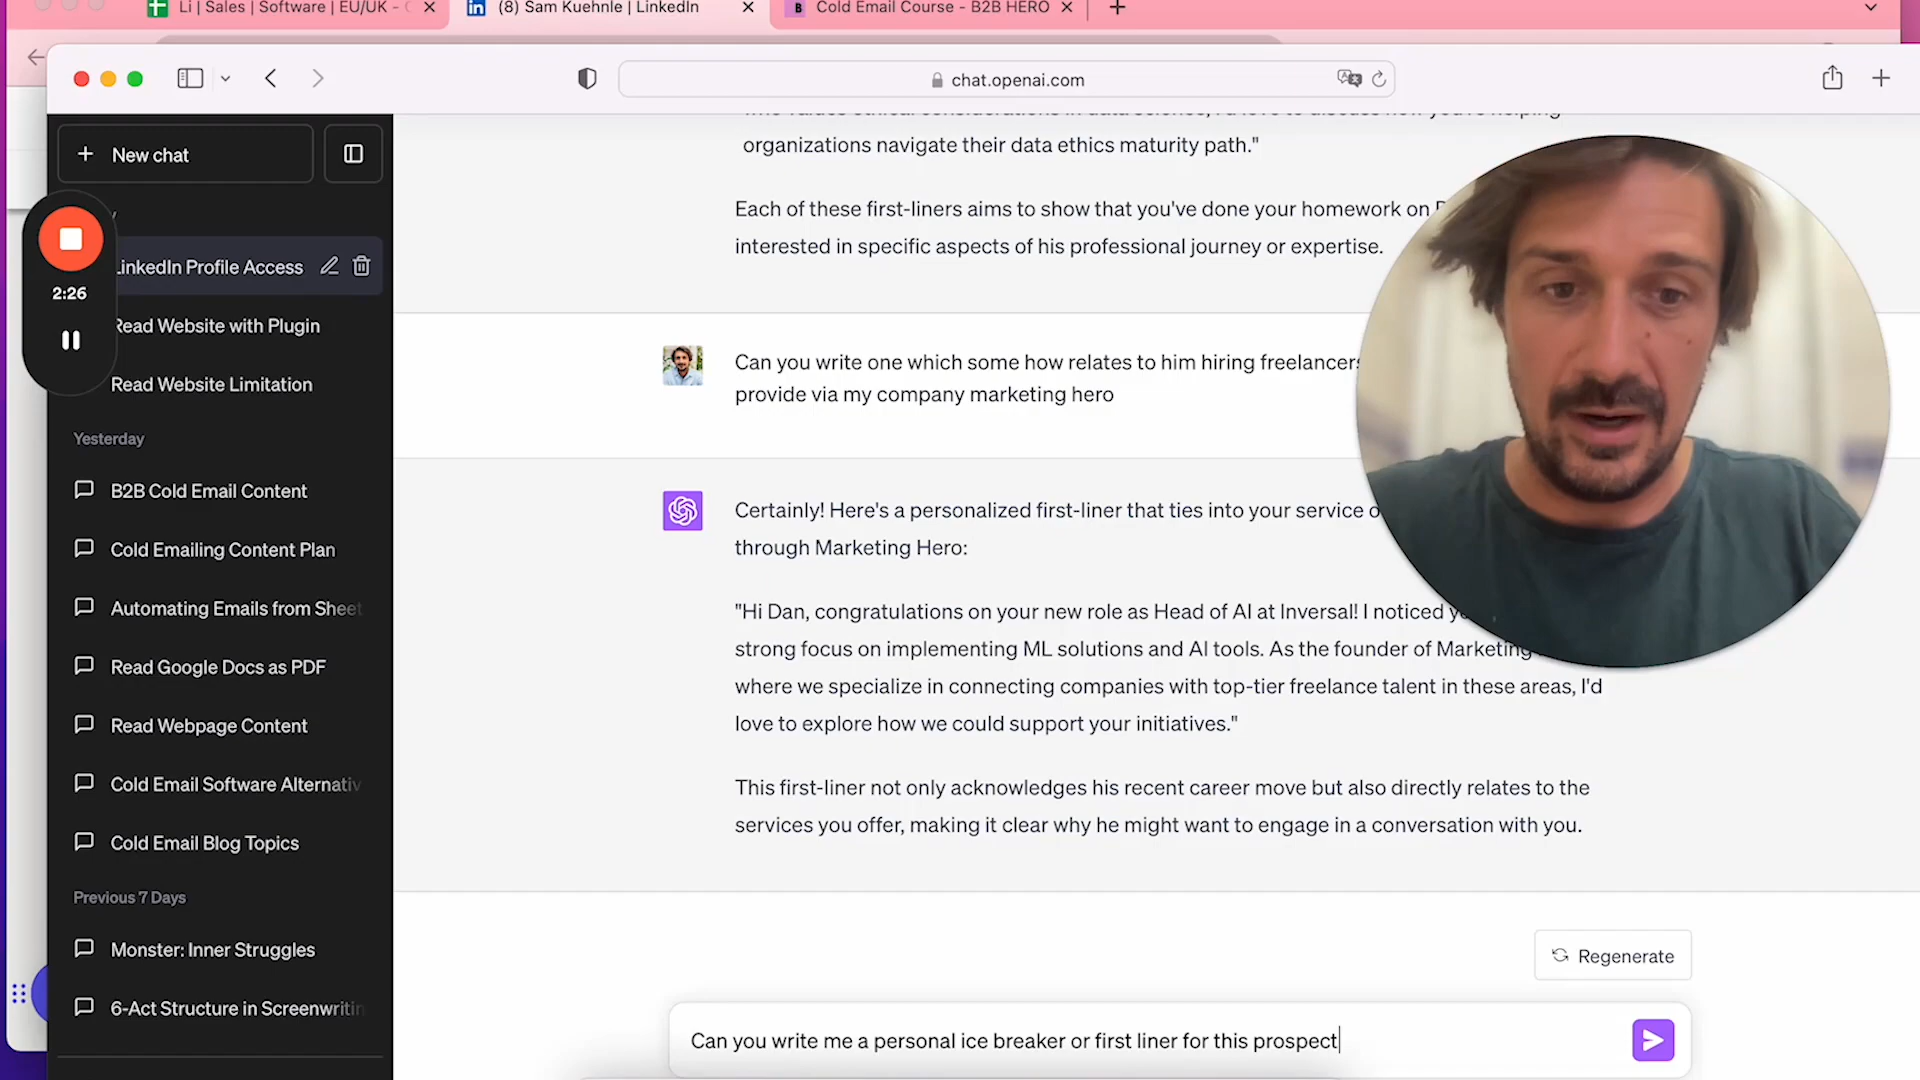 Li | Sales | Software | EU/UK -
(8) Sam Kuehnle | LinkedIn
Cold Email Course - B2B HERO
chat.openai.com
New chat
LinkedIn Profile Access
2:26
Read Website with Plugin
Read Website Limitation
Yesterday
B2B Cold Email Content
Cold Emailing Content Plan
Automating Emails from Sheet
Read Google Docs as PDF
Read Webpage Content
Cold Email Software Alternativ
Cold Email Blog Topics
Previous 7 Days
Monster: Inner Struggles
6-Act Structure in Screenwritin
organizations navigate their data ethics maturity path."
Each of these first-liners aims to show that you've done your homework on
interested in specific aspects of his professional journey or expertise.
Can you write one which some how relates to him hiring freelancers
provide via my company marketing hero
Certainly! Here's a personalized first-liner that ties into your service
through Marketing Hero:
"Hi Dan, congratulations on your new role as Head of AI at Inversal! I noticed
strong focus on implementing ML solutions and AI tools. As the founder of Marketing
where we specialize in connecting companies with top-tier freelance talent in these areas, I'd
love to explore how we could support your initiatives."
This first-liner not only acknowledges his recent career move but also directly relates to the
services you offer, making it clear why he might want to engage in a conversation with you.
Regenerate
Can you write me a personal ice breaker or first liner for this prospect